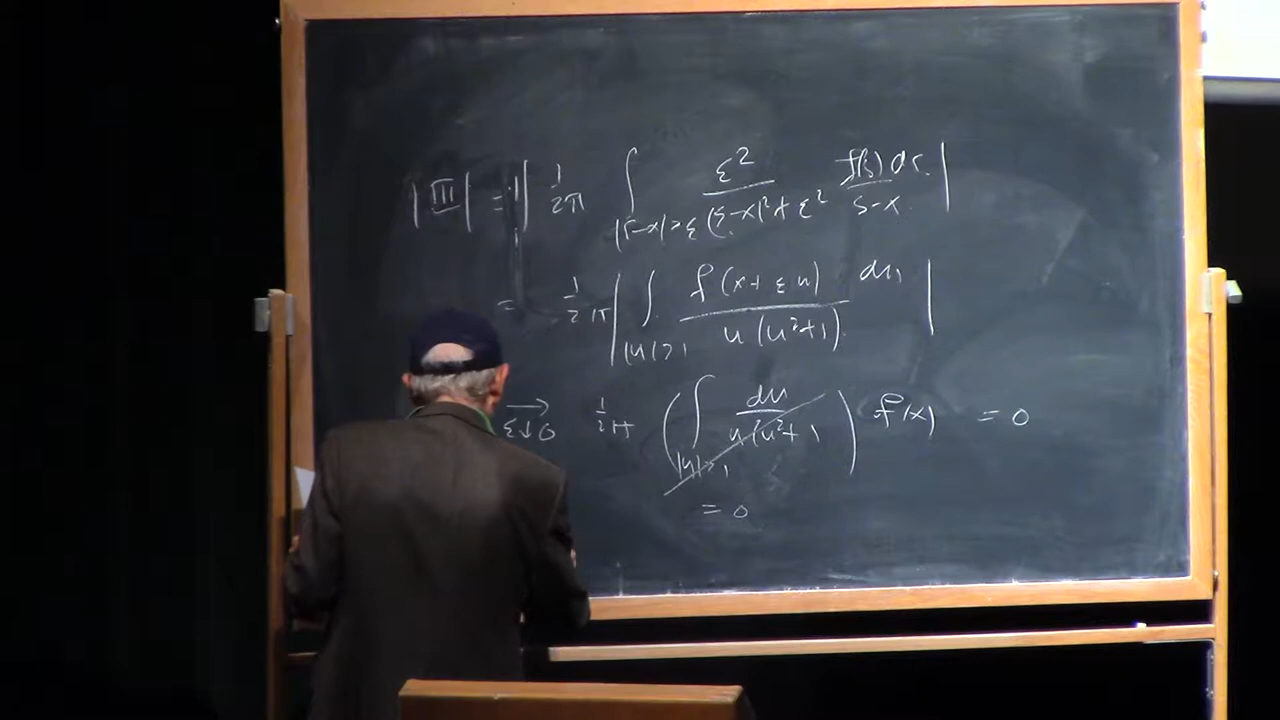 |III| = | 1/2π ∫_{|s-x|>ε} ε²/((s-x)²+ε²) f(s)ds/(s-x) |
= 1/2π | ∫_{|u|>1} f(x+εu)/(u(u²+1)) du |
→_{ε↓0} 1/2π ( ∫_{|u|>1} du/(u(u²+1)) ) f(x) = 0
= 0